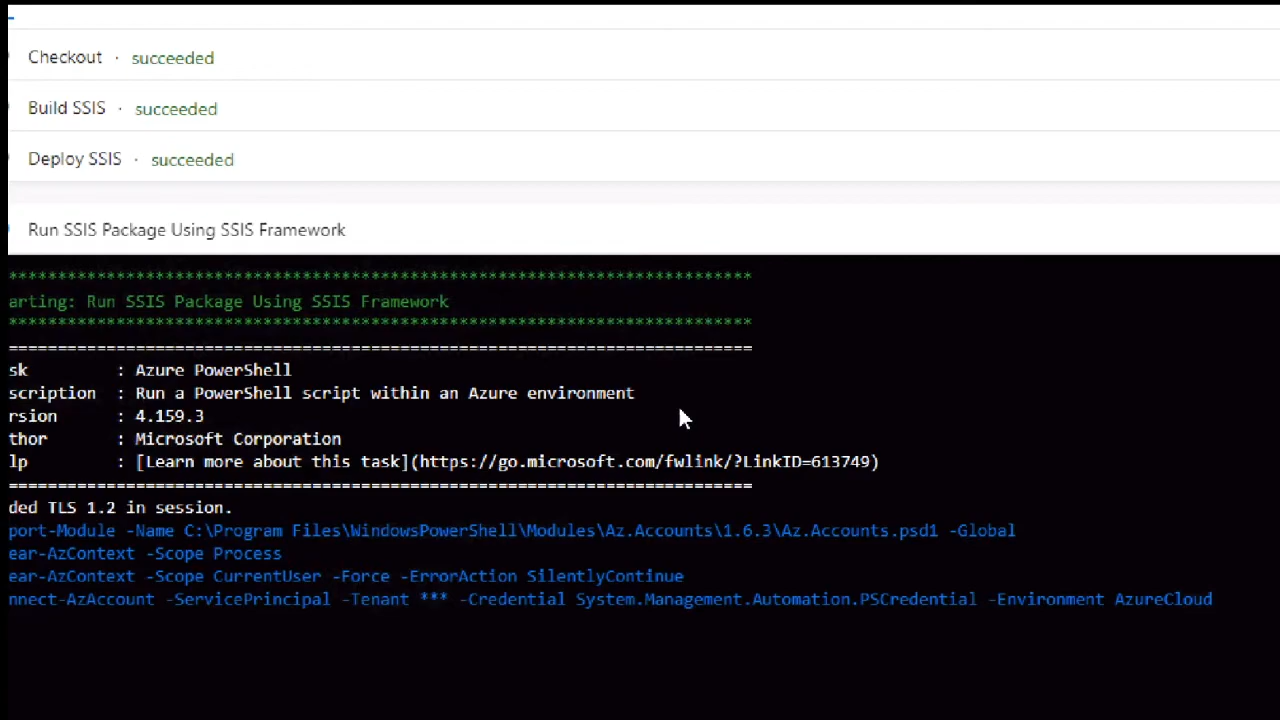 Checkout · succeeded
Build SSIS · succeeded
Deploy SSIS · succeeded
Run SSIS Package Using SSIS Framework
****************************************************************************
arting: Run SSIS Package Using SSIS Framework
****************************************************************************
============================================================================
sk : Azure PowerShell
scription : Run a PowerShell script within an Azure environment
rsion : 4.159.3
thor : Microsoft Corporation
lp : [Learn more about this task](https://go.microsoft.com/fwlink/?LinkID=613749)
============================================================================
ded TLS 1.2 in session.
port-Module -Name C:\Program Files\WindowsPowerShell\Modules\Az.Accounts\1.6.3\Az.Accounts.psd1 -Global
ear-AzContext -Scope Process
ear-AzContext -Scope CurrentUser -Force -ErrorAction SilentlyContinue
nnect-AzAccount -ServicePrincipal -Tenant *** -Credential System.Management.Automation.PSCredential -Environment AzureCloud